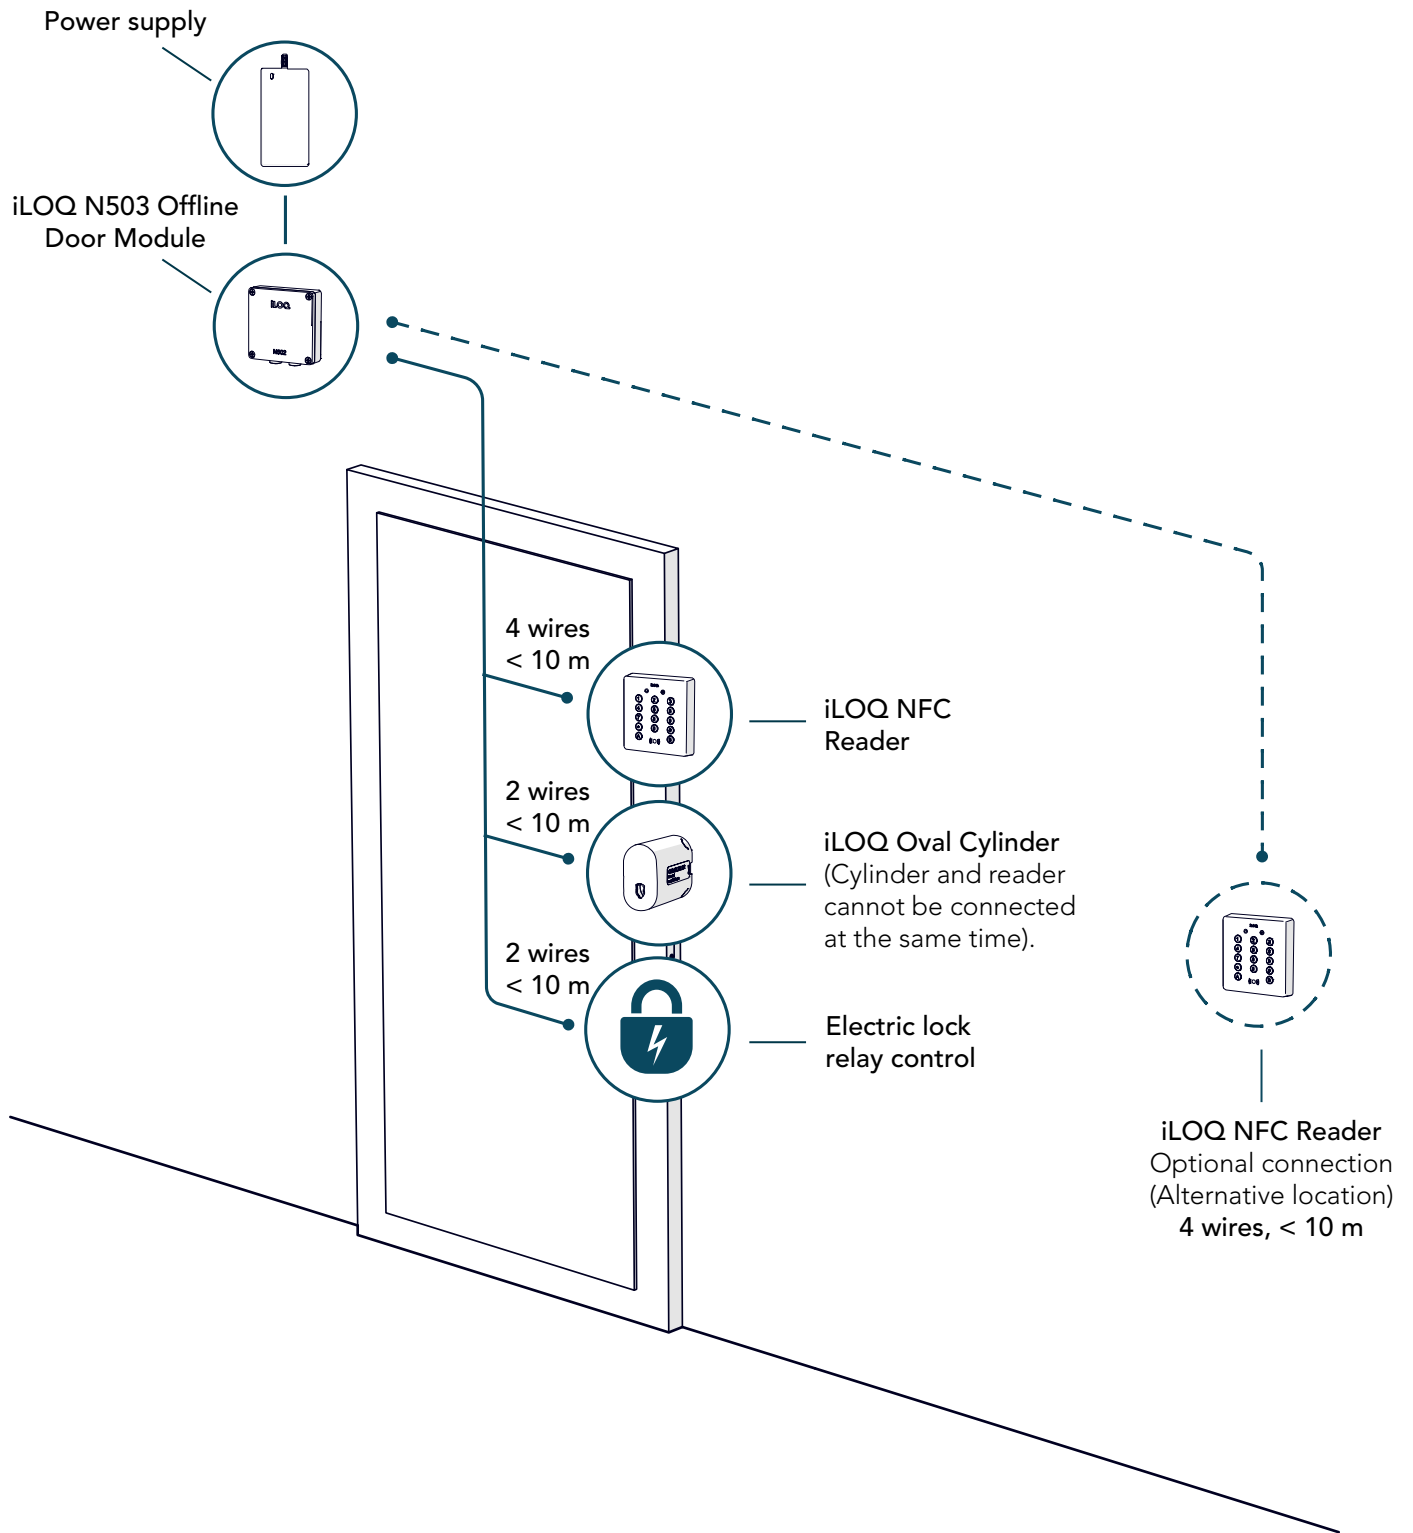 Power supply
iLOQ N503 Offline
Door Module
iLOQ
N502
4 wires
< 10 m
iLOQ NFC
Reader
2 wires
< 10 m
iLOQ Oval Cylinder
(Cylinder and reader
cannot be connected
at the same time).
2 wires
< 10 m
Electric lock
relay control
iLOQ NFC Reader
Optional connection
(Alternative location)
4 wires, < 10 m